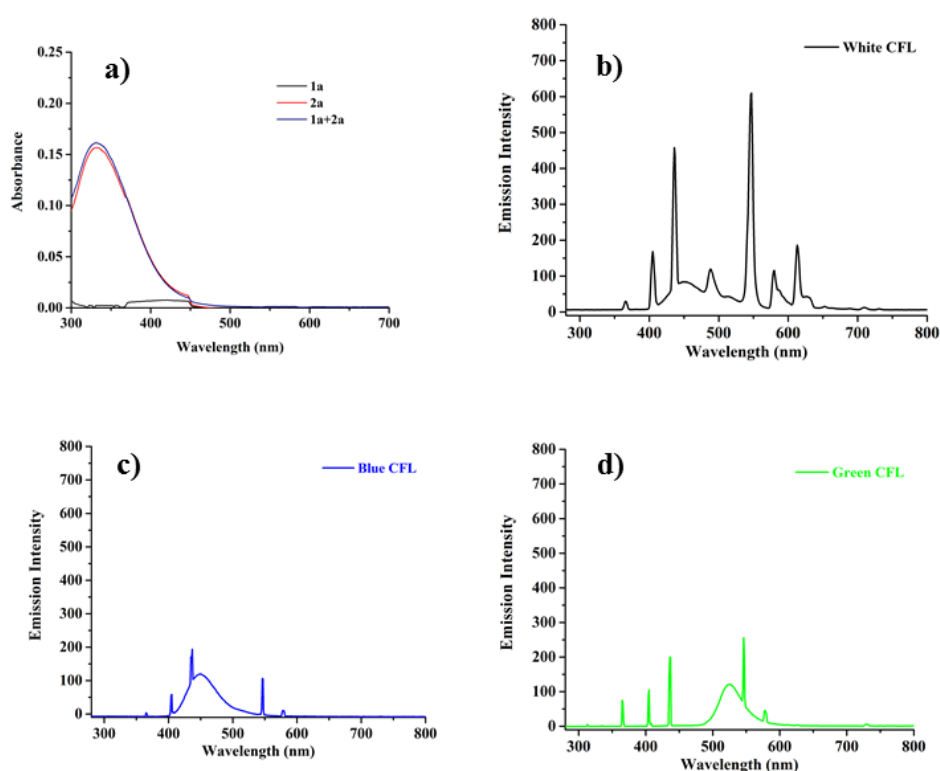 a)
1a
2a
1a+2a
0.25
0.20
0.15
0.10
0.05
0.00
Absorbance
300 400 500 600 700
Wavelength (nm)
b)
White CFL
800
700
600
500
400
300
200
100
0
Emission Intensity
300 400 500 600 700 800
Wavelength (nm)
c)
Blue CFL
800
700
600
500
400
300
200
100
0
Emission Intensity
300 400 500 600 700 800
Wavelength (nm)
d)
Green CFL
800
700
600
500
400
300
200
100
0
Emission Intensity
300 400 500 600 700 800
Wavelength (nm)